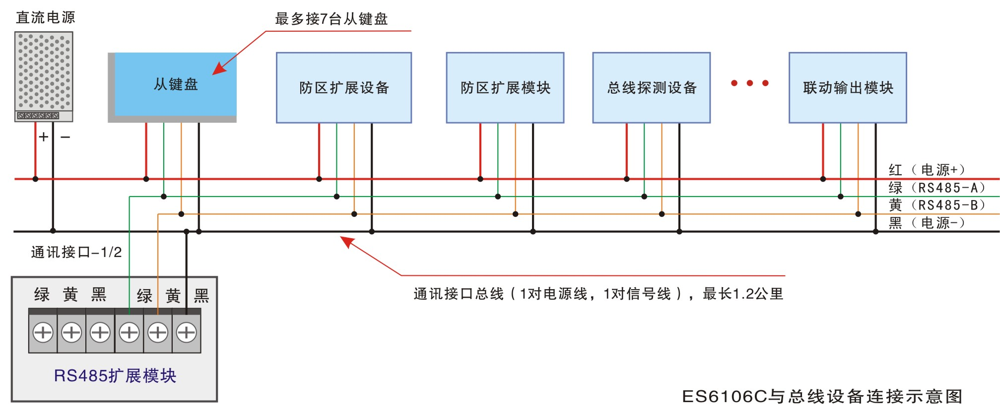 直流电源
最多接7台从键盘
从键盘
防区扩展设备
防区扩展模块
总线探测设备
联动输出模块
+ −
红（电源+）
绿（RS485−A）
黄（RS485−B）
黑（电源−）
通讯接口−1/2
通讯接口总线（1对电源线，1对信号线），最长1.2公里
绿 黄 黑 绿 黄 黑
RS485扩展模块
ES6106C与总线设备连接示意图